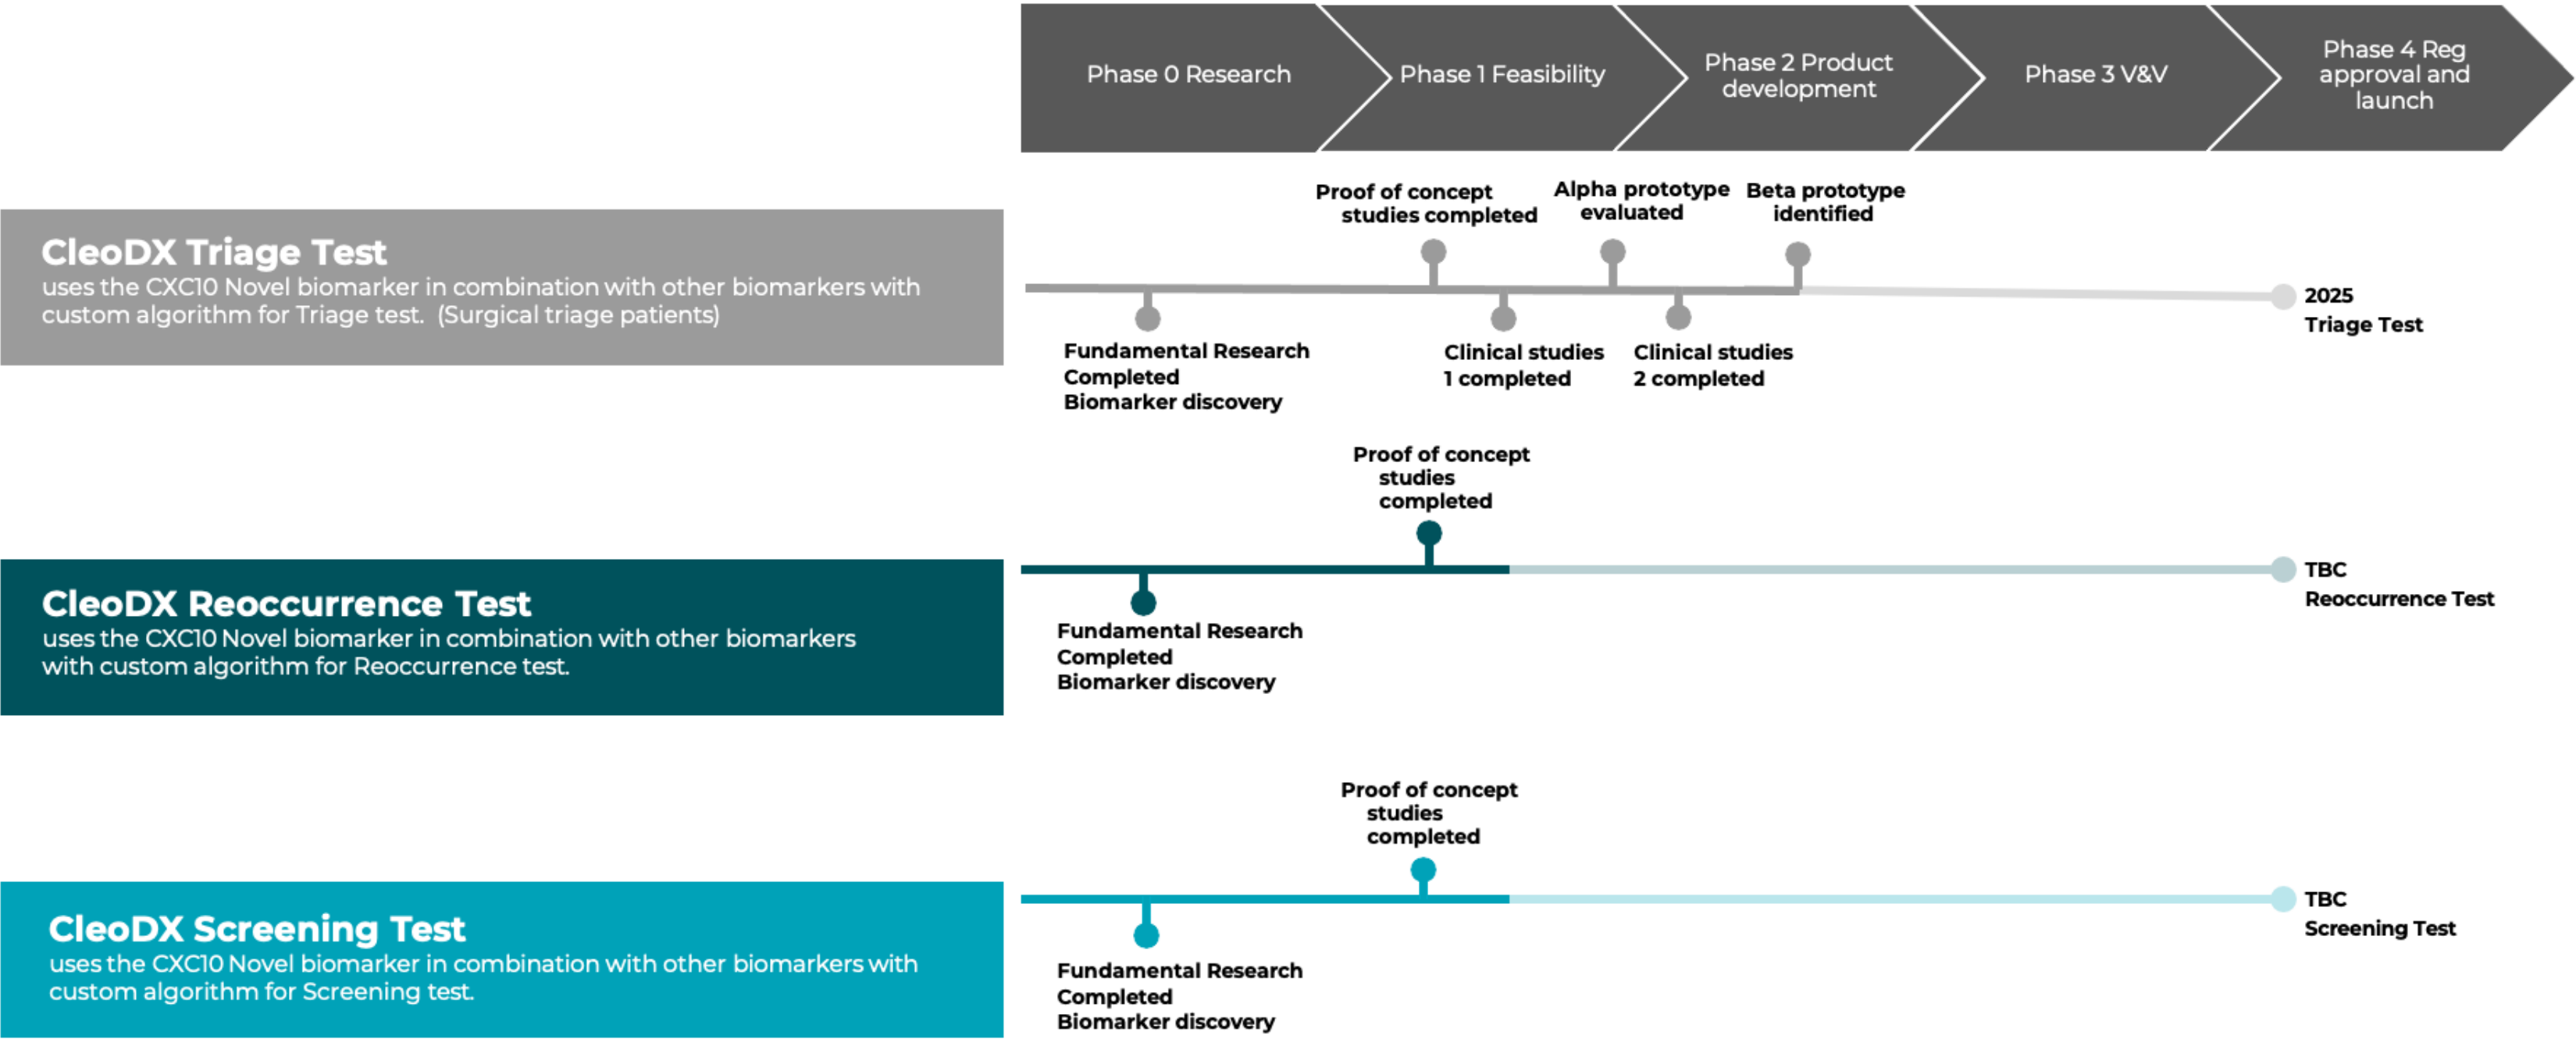 Phase 0 Research
Phase 1 Feasibility
Phase 2 Product
development
Phase 3 V&V
Phase 4 Reg
approval and
launch
CleoDX Triage Test
uses the CXC10 Novel biomarker in combination with other biomarkers with
custom algorithm for Triage test. (Surgical triage patients)
Proof of concept
studies completed
Alpha prototype
evaluated
Beta prototype
identified
Fundamental Research
Completed
Biomarker discovery
Clinical studies
1 completed
Clinical studies
2 completed
2025
Triage Test
CleoDX Reoccurrence Test
uses the CXC10 Novel biomarker in combination with other biomarkers
with custom algorithm for Reoccurrence test.
Proof of concept
studies
completed
Fundamental Research
Completed
Biomarker discovery
TBC
Reoccurrence Test
CleoDX Screening Test
uses the CXC10 Novel biomarker in combination with other biomarkers with
custom algorithm for Screening test.
Proof of concept
studies
completed
Fundamental Research
Completed
Biomarker discovery
TBC
Screening Test